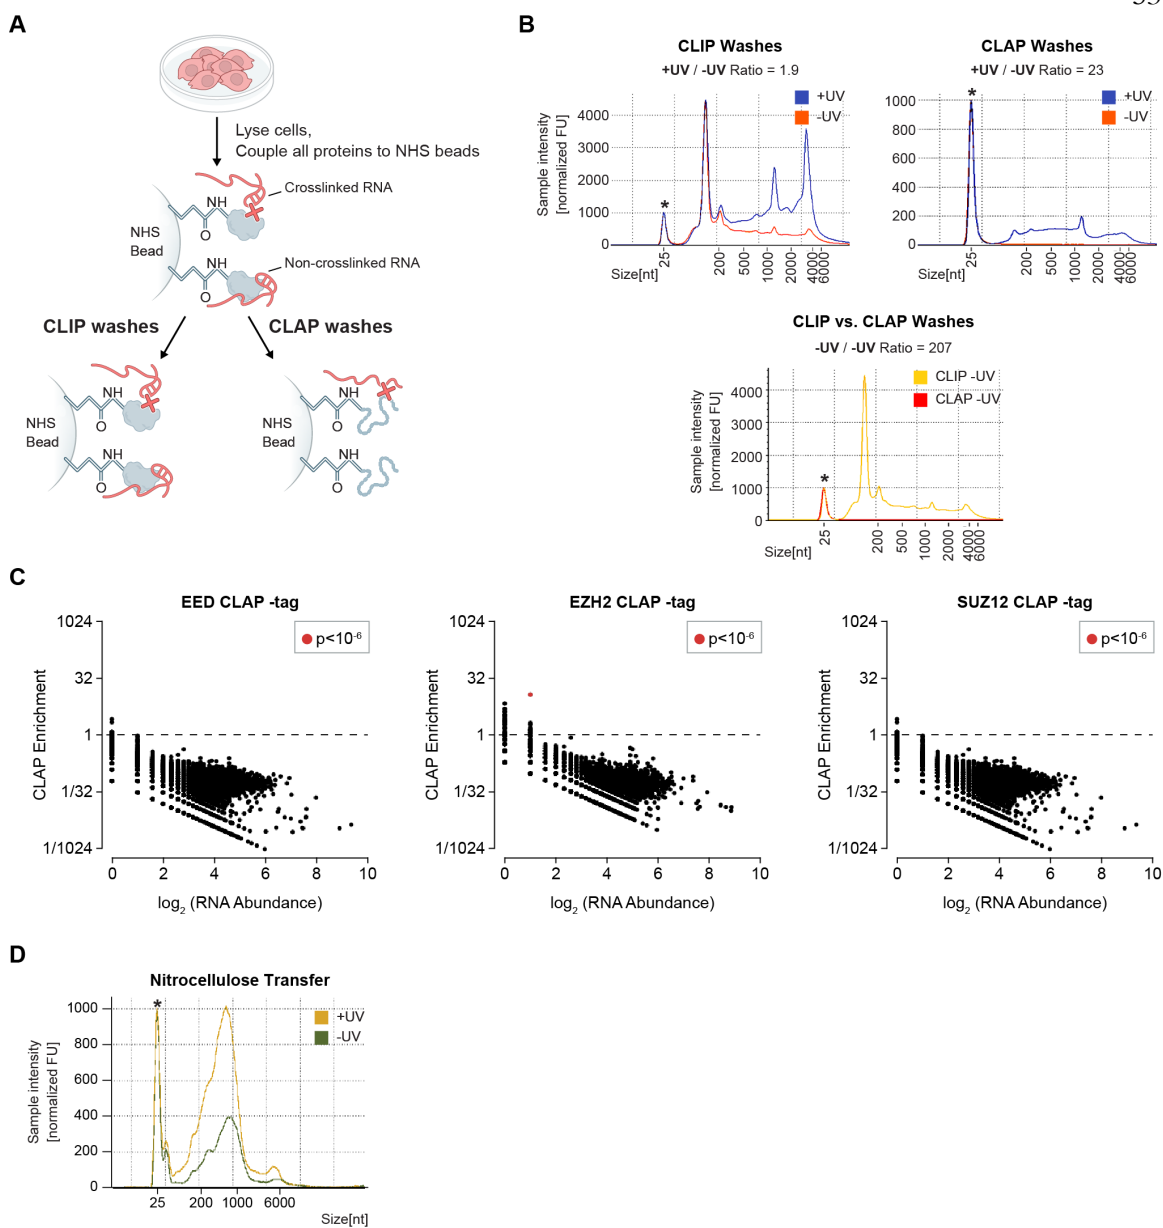 A
Lyse cells,
Couple all proteins to NHS beads
NH
O
Crosslinked RNA
NHS
Bead
NH
O
Non-crosslinked RNA
CLIP washes
CLAP washes
NH
O
NHS
Bead
NH
O
NH
O
NHS
Bead
NH
O
B
CLIP Washes
+UV / -UV Ratio = 1.9
+UV
-UV
Sample intensity
[normalized FU]
4000
3000
2000
1000
0
*
Size[nt]
25
200
500
1000
2000
4000
6000
CLAP Washes
+UV / -UV Ratio = 23
+UV
-UV
1000
800
600
400
200
0
*
Size[nt]
25
200
500
1000
2000
4000
6000
CLIP vs. CLAP Washes
-UV / -UV Ratio = 207
CLIP -UV
CLAP -UV
Sample intensity
[normalized FU]
4000
3000
2000
1000
0
*
Size[nt]
25
200
500
1000
2000
4000
6000
C
EED CLAP -tag
p<10-6
CLAP Enrichment
1024
32
1
1/32
1/1024
0 2 4 6 8 10
log2 (RNA Abundance)
EZH2 CLAP -tag
p<10-6
CLAP Enrichment
1024
32
1
1/32
1/1024
0 2 4 6 8 10
log2 (RNA Abundance)
SUZ12 CLAP -tag
p<10-6
CLAP Enrichment
1024
32
1
1/32
1/1024
0 2 4 6 8 10
log2 (RNA Abundance)
D
Nitrocellulose Transfer
+UV
-UV
Sample intensity
[normalized FU]
1000
800
600
400
200
0
*
25 200 1000 6000
Size[nt]